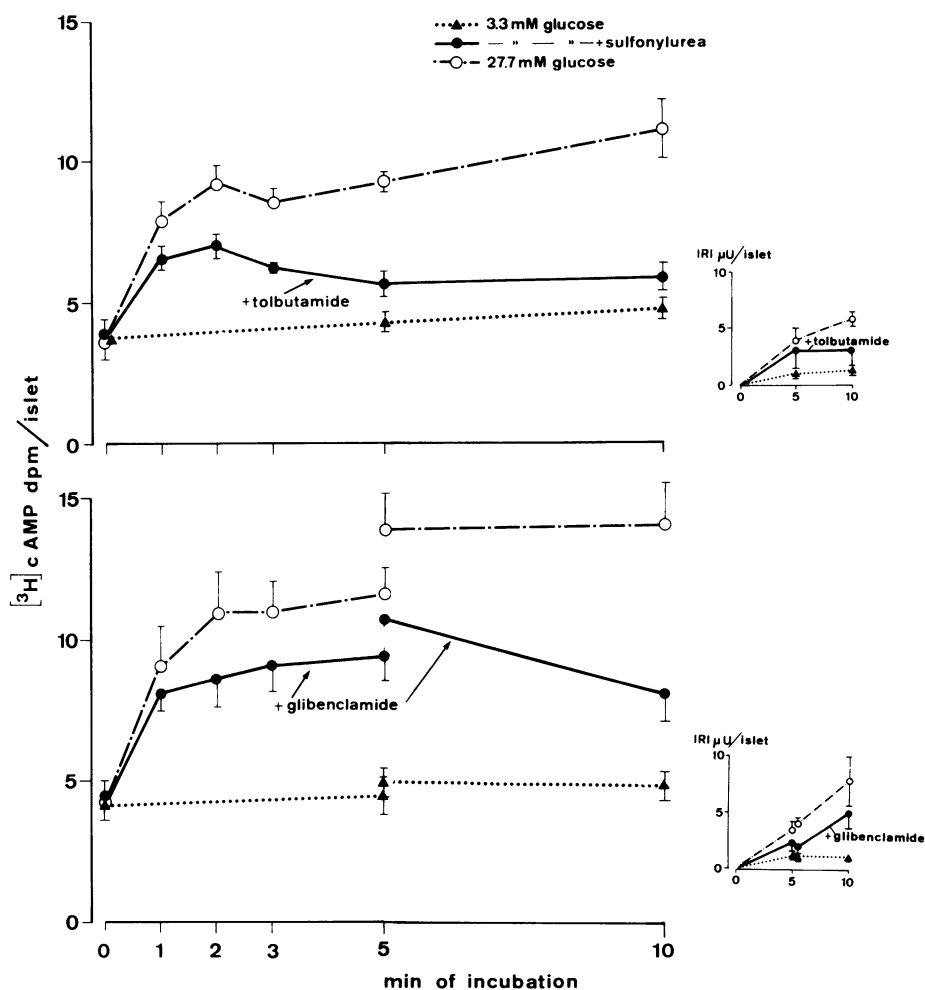 15
3.3 mM glucose
— " — " — + sulfonylurea
27.7 mM glucose
10
5
0
+ tolbutamide
IRI µU/islet
10
5
0
+ tolbutamide
0 5 10
[³H] c AMP dpm/islet
15
10
5
0
+ glibenclamide
0 1 2 3 5 10
min of incubation
IRI µU/islet
10
5
0
+ glibenclamide
0 5 10